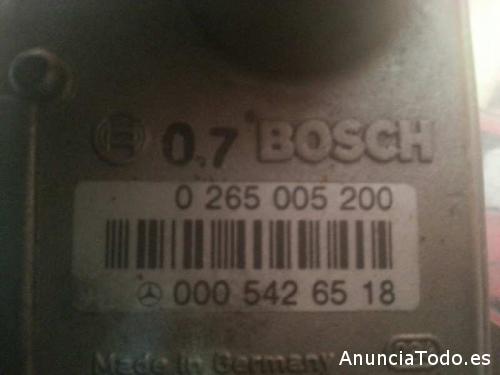 0.7 BOSCH
0 265 005 200
000 542 65 18
Made in Germany
AnunciaTodo.es